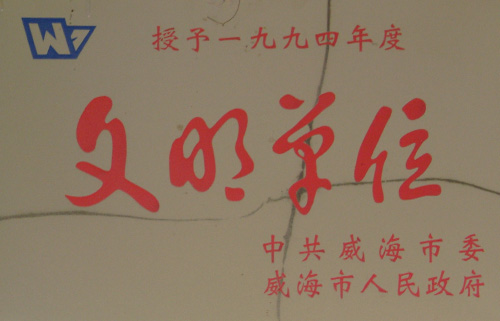 授予一九九四年度
文明单位
中共威海市委
威海市人民政府